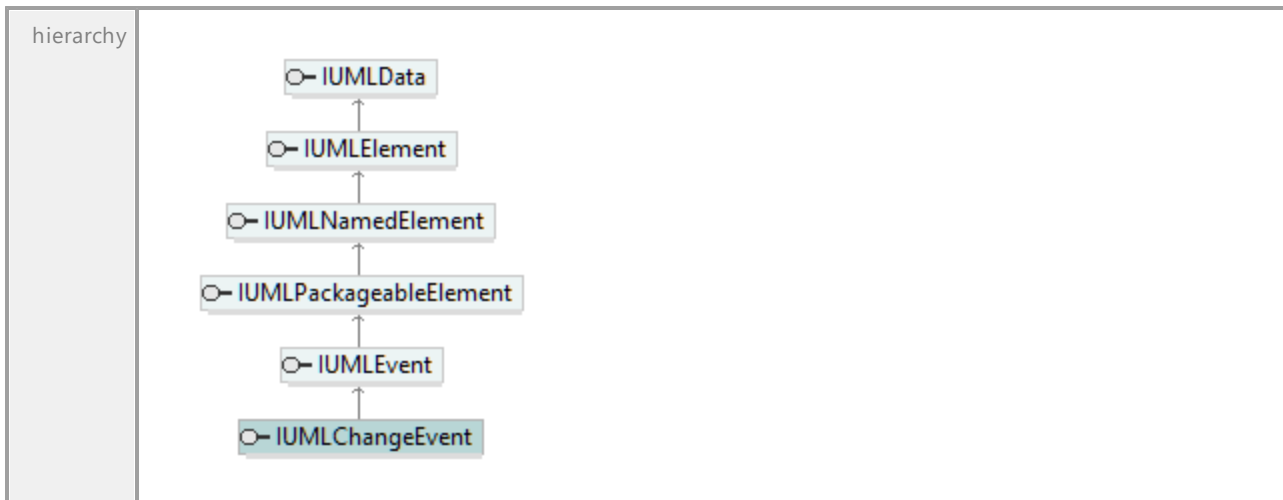 hierarchy
IUMLData
IUMLElement
IUMLNamedElement
IUMLPackageableElement
IUMLEvent
IUMLChangeEvent